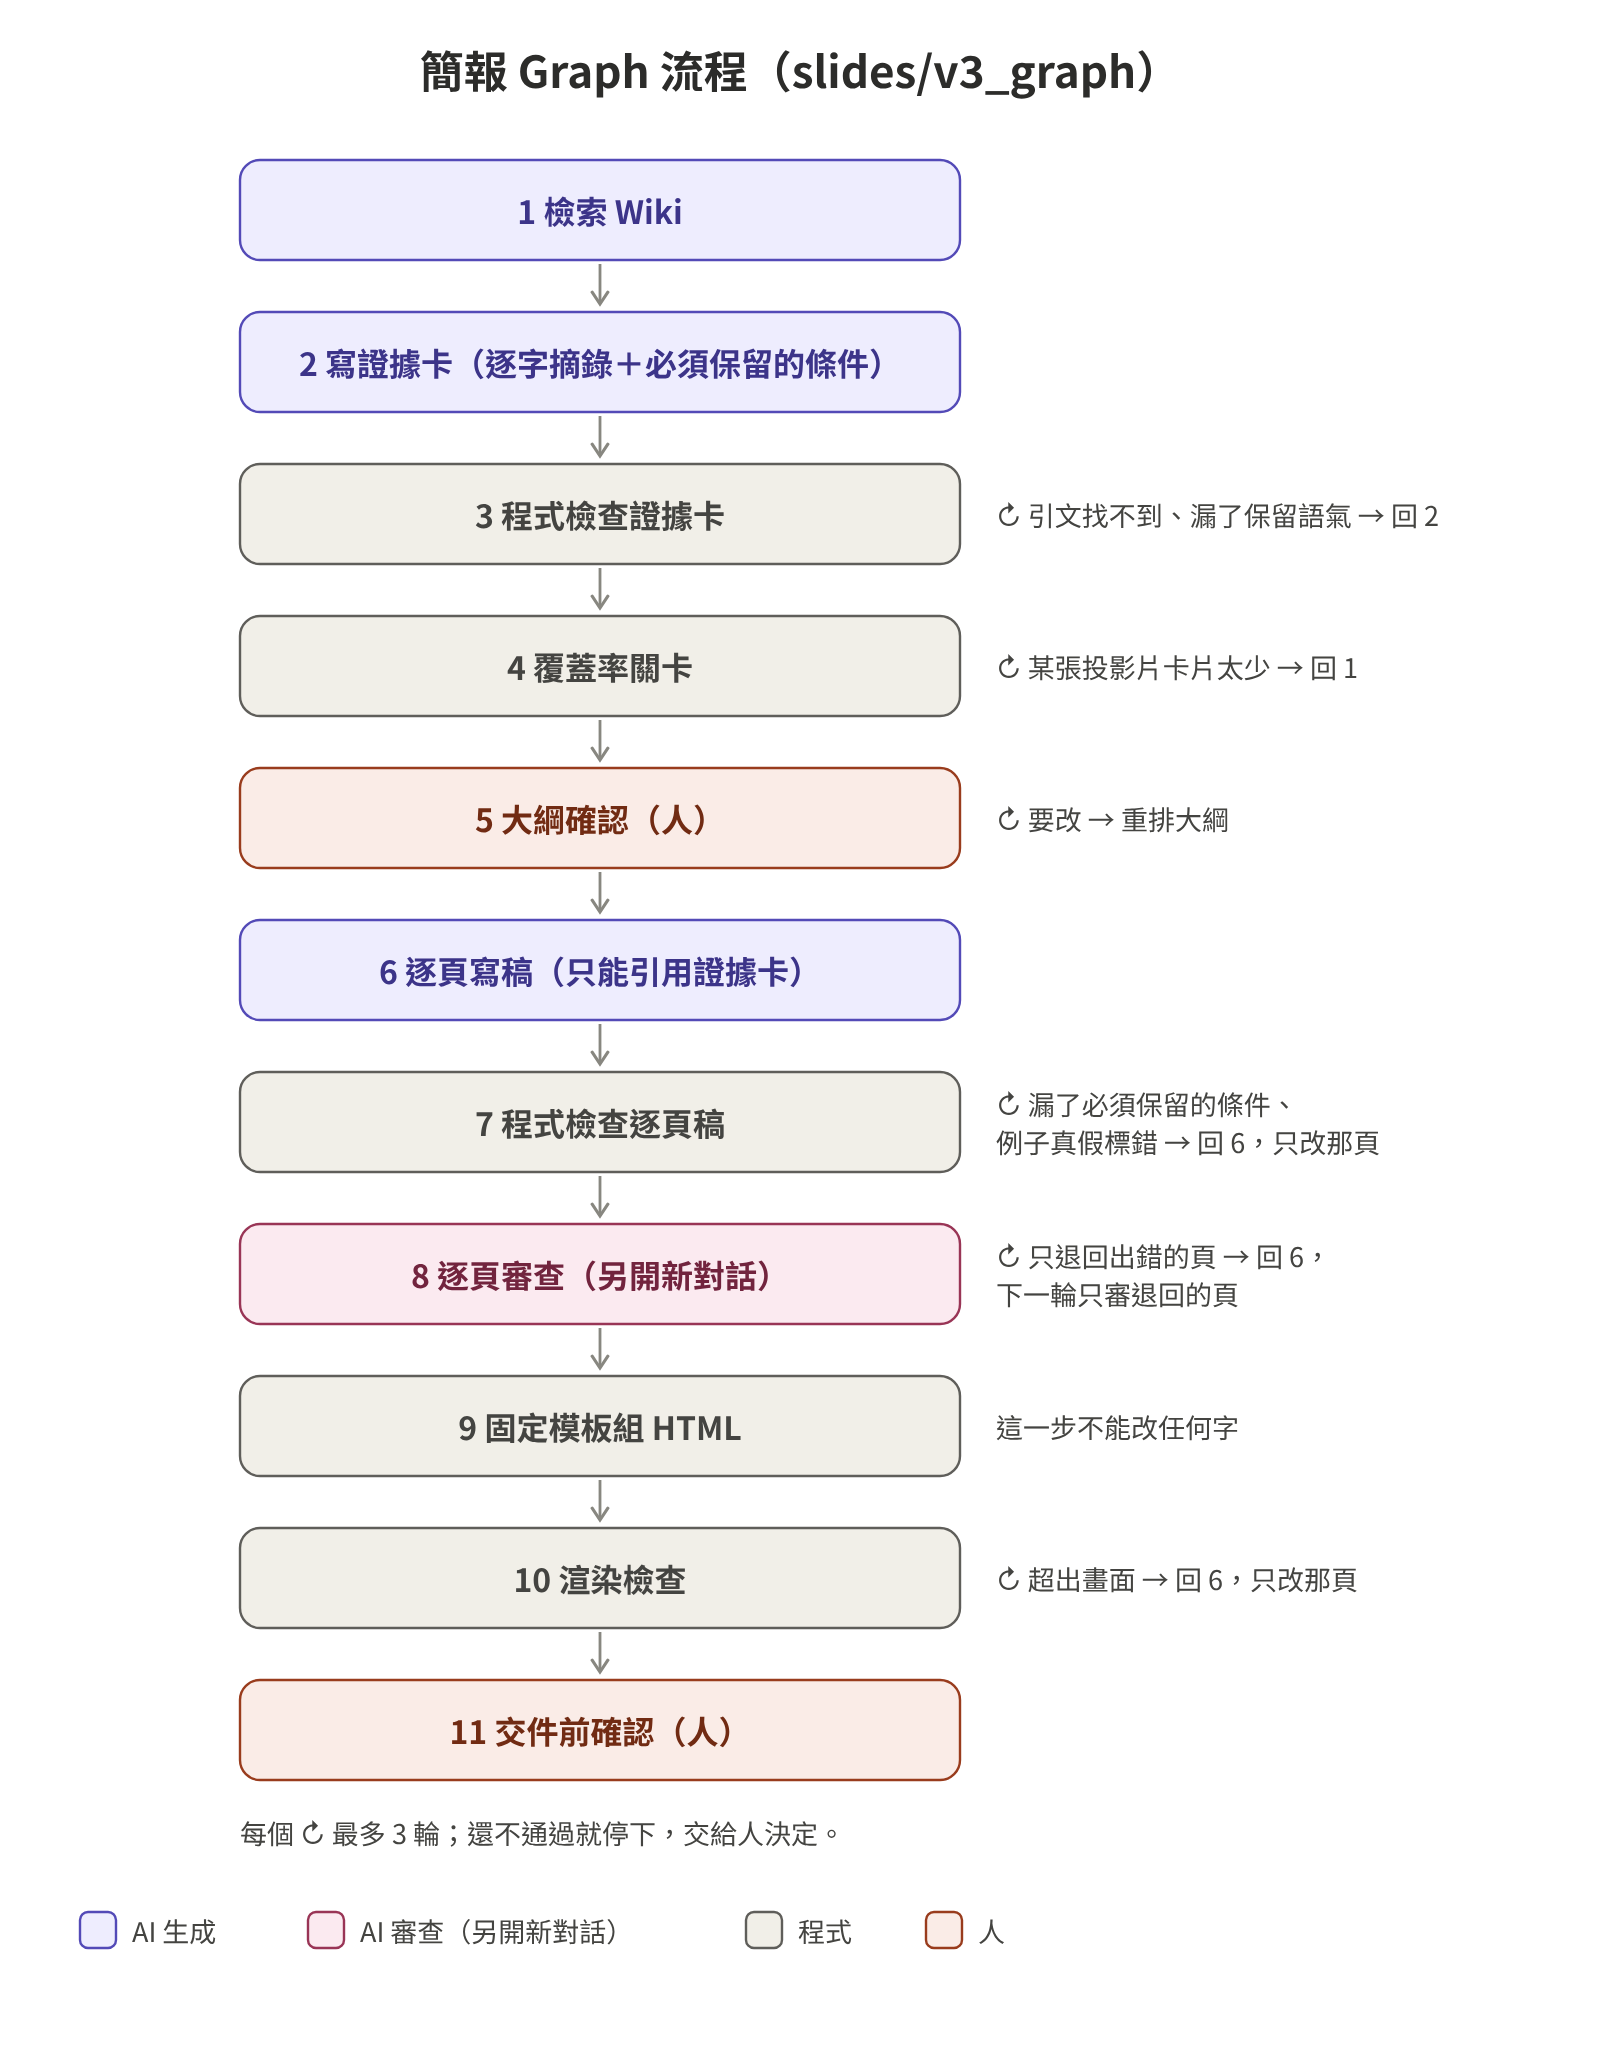 簡報 Graph 流程（slides/v3_graph）
1 檢索 Wiki
2 寫證據卡（逐字摘錄＋必須保留的條件）
3 程式檢查證據卡
↻ 引文找不到、漏了保留語氣 → 回 2
4 覆蓋率關卡
↻ 某張投影片卡片太少 → 回 1
5 大綱確認（人）
↻ 要改 → 重排大綱
6 逐頁寫稿（只能引用證據卡）
7 程式檢查逐頁稿
↻ 漏了必須保留的條件、
例子真假標錯 → 回 6，只改那頁
8 逐頁審查（另開新對話）
↻ 只退回出錯的頁 → 回 6，
下一輪只審退回的頁
9 固定模板組 HTML
這一步不能改任何字
10 渲染檢查
↻ 超出畫面 → 回 6，只改那頁
11 交件前確認（人）
每個 ↻ 最多 3 輪；還不通過就停下，交給人決定。
AI 生成
AI 審查（另開新對話）
程式
人